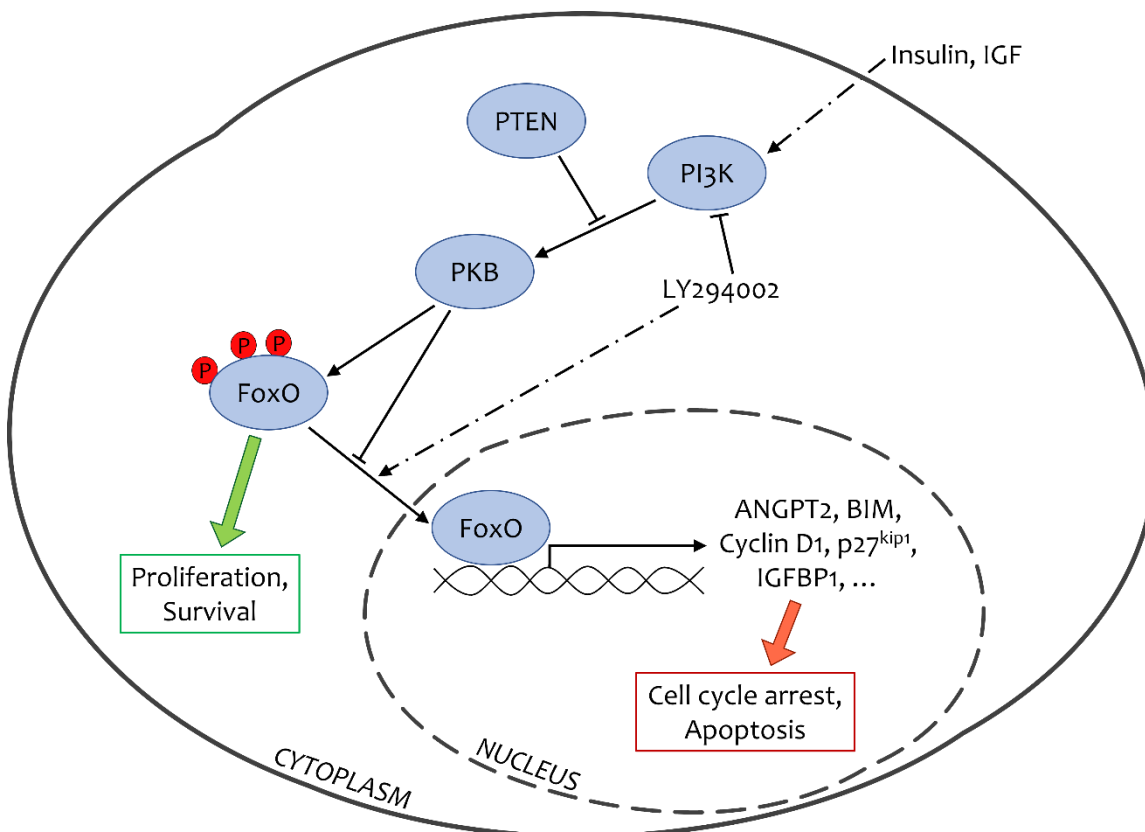 Insulin, IGF
PTEN
PI3K
PKB
LY294002
P
P
P
FoxO
FoxO
ANGPT2, BIM,
Cyclin D1, p27ᵏⁱᵖ¹,
IGFBP1, ...
Proliferation,
Survival
Cell cycle arrest,
Apoptosis
NUCLEUS
CYTOPLASM